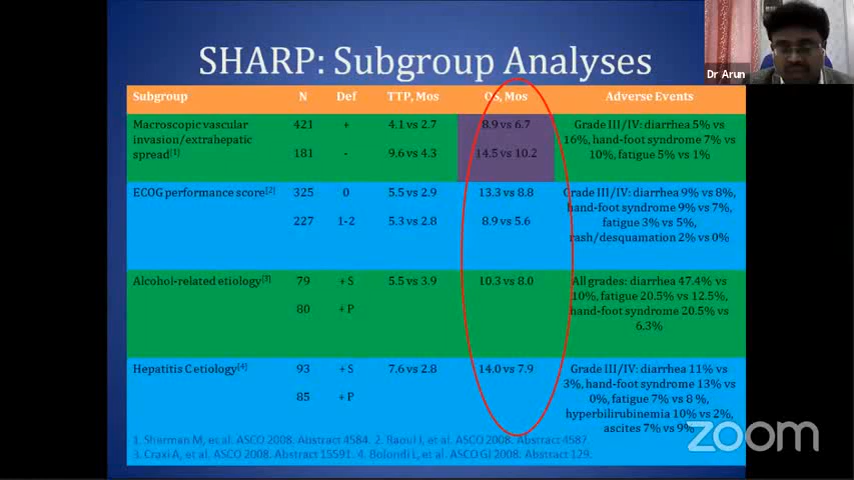 SHARP: Subgroup Analyses
Dr Arun
Subgroup N Def TTP, Mos OS, Mos Adverse Events
Macroscopic vascular invasion/extrahepatic spread[1]
421 + 4.1 vs 2.7 8.9 vs 6.7
181 - 9.6 vs 4.3 14.5 vs 10.2
Grade III/IV: diarrhea 5% vs
16%, hand-foot syndrome 7% vs
10%, fatigue 5% vs 1%
ECOG performance score[2] 325 0 5.5 vs 2.9 13.3 vs 8.8
227 1-2 5.3 vs 2.8 8.9 vs 5.6
Grade III/IV: diarrhea 9% vs 8%,
hand-foot syndrome 9% vs 7%,
fatigue 3% vs 5%,
rash/desquamation 2% vs 0%
Alcohol-related etiology[3] 79 + S 5.5 vs 3.9 10.3 vs 8.0
80 + P
All grades: diarrhea 47.4% vs
10%, fatigue 20.5% vs 12.5%,
hand-foot syndrome 20.5% vs
6.3%
Hepatitis C etiology[4] 93 + S 7.6 vs 2.8 14.0 vs 7.9
85 + P
Grade III/IV: diarrhea 11% vs
3%, hand-foot syndrome 13% vs
0%, fatigue 7% vs 8 %,
hyperbilirubinemia 10% vs 2%,
ascites 7% vs 9%
1. Sherman M, et al. ASCO 2008. Abstract 4584. 2. Raoul J, et al. ASCO 2008. Abstract 4587.
3. Craxi A, et al. ASCO 2008. Abstract 15591. 4. Bolondi L, et al. ASCO GI 2008. Abstract 129.
zoom